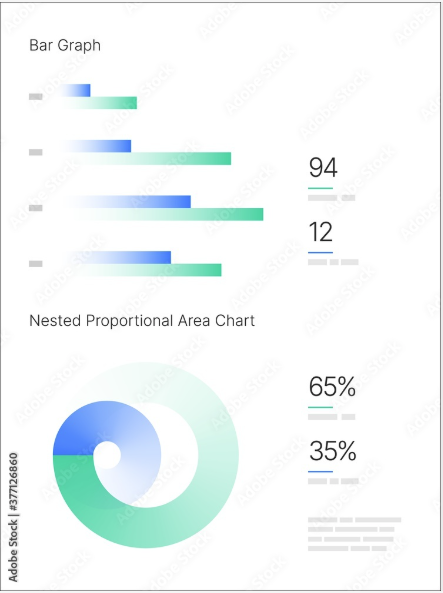 Bar Graph
94
12
Nested Proportional Area Chart
65%
35%
Adobe Stock | #377126860